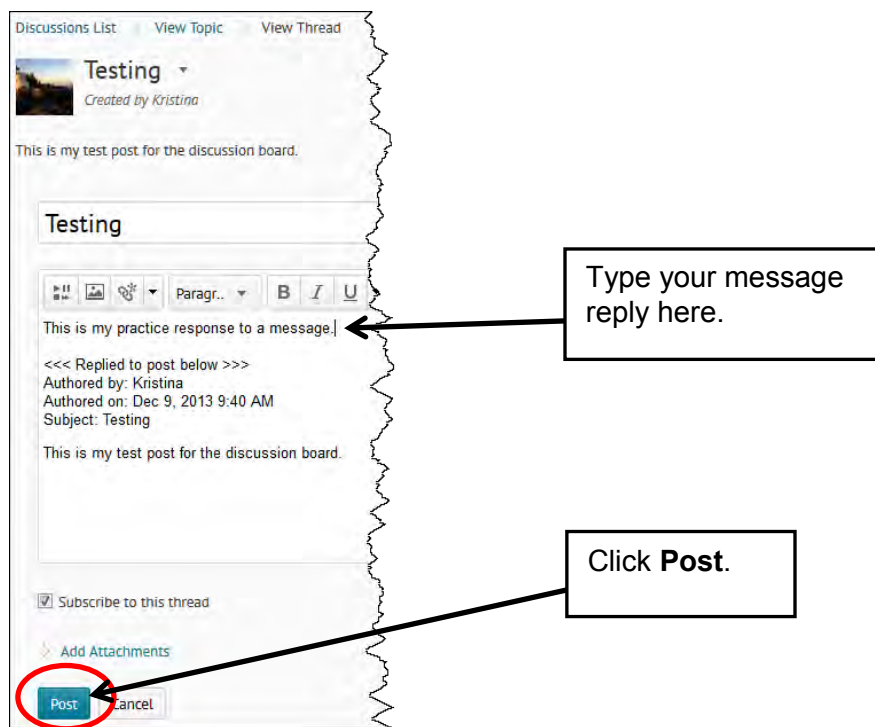 Discussions List View Topic View Thread
Testing
Created by Kristina
This is my test post for the discussion board.
Testing
Paragr.. B I U
This is my practice response to a message.
<<< Replied to post below >>>
Authored by: Kristina
Authored on: Dec 9, 2013 9:40 AM
Subject: Testing
This is my test post for the discussion board.
Subscribe to this thread
Add Attachments
Post Cancel
Type your message
reply here.
Click Post.